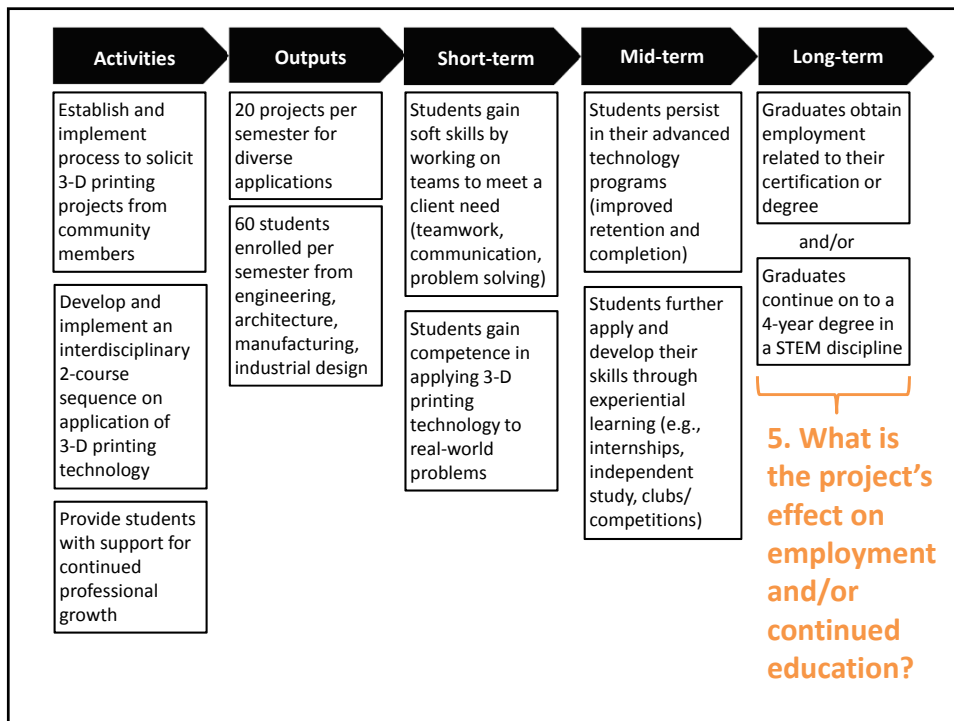 Activities
Outputs
Short-term
Mid-term
Long-term
Establish and
implement
process to solicit
3-D printing
projects from
community
members
Develop and
implement an
interdisciplinary
2-course
sequence on
application of
3-D printing
technology
Provide students
with support for
continued
professional
growth
20 projects per
semester for
diverse
applications
60 students
enrolled per
semester from
engineering,
architecture,
manufacturing,
industrial design
Students gain
soft skills by
working on
teams to meet a
client need
(teamwork,
communication,
problem solving)
Students gain
competence in
applying 3-D
printing
technology to
real-world
problems
Students persist
in their advanced
technology
programs
(improved
retention and
completion)
Students further
apply and
develop their
skills through
experiential
learning (e.g.,
internships,
independent
study, clubs/
competitions)
Graduates obtain
employment
related to their
certification or
degree
and/or
Graduates
continue on to a
4-year degree in
a STEM discipline
5. What is
the project’s
effect on
employment
and/or
continued
education?